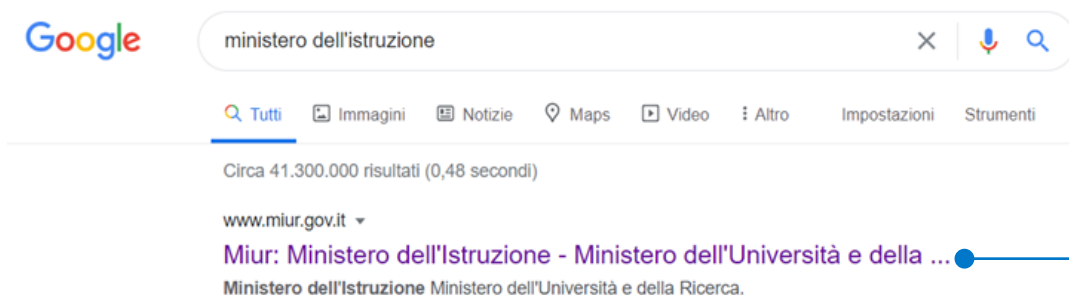 Google
ministero dell'istruzione
Tutti Immagini Notizie Maps Video Altro Impostazioni Strumenti
Circa 41.300.000 risultati (0,48 secondi)
www.miur.gov.it
Miur: Ministero dell'Istruzione - Ministero dell'Università e della ...
Ministero dell'Istruzione Ministero dell'Università e della Ricerca.